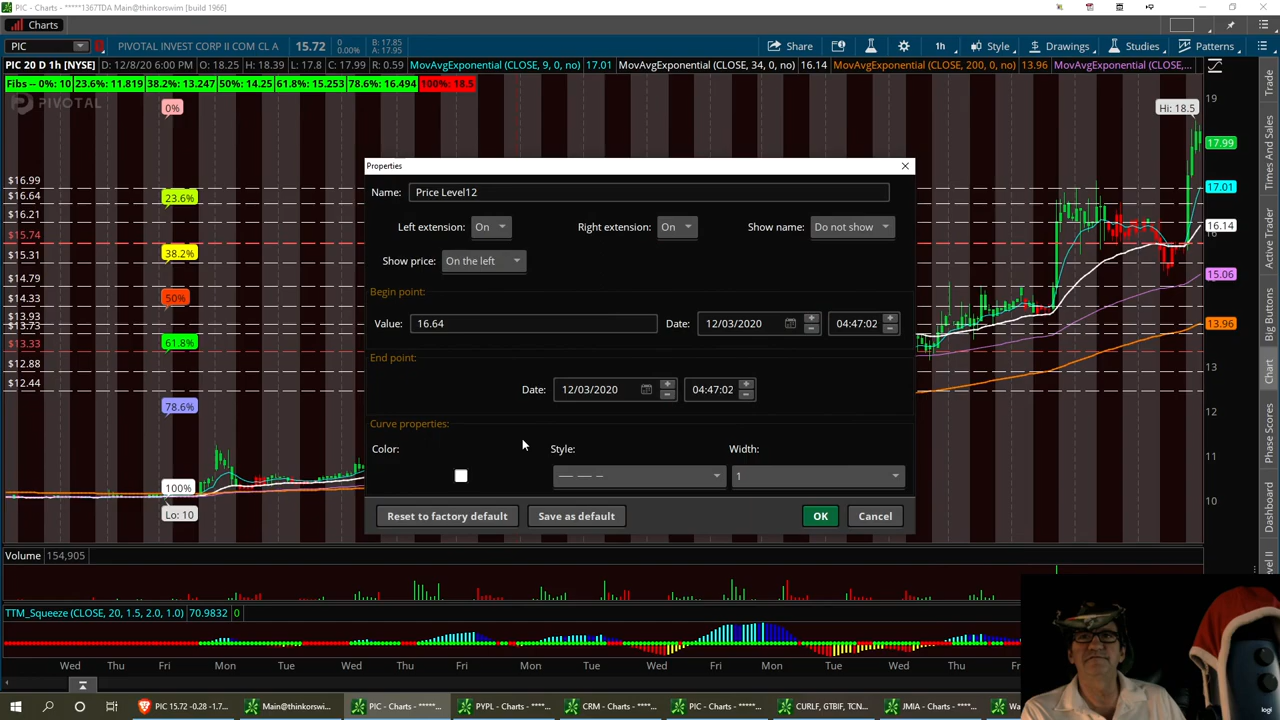 PIC - Charts - ****1367TDA Main@thinkorswim [build 1966]
Charts
PIC PIVOTAL INVEST CORP II COM CL A 15.72 0 0.00% B: 17.85 A: 17.95 Share 1h Style Drawings Studies Patterns
PIC 20 D 1h [NYSE] D: 12/8/20 6:00 PM O: 18.25 H: 18.39 L: 17.8 C: 17.99 R: 0.59 MovAvgExponential (CLOSE, 9, 0, no) 17.01 MovAvgExponential (CLOSE, 34, 0, no) 16.14 MovAvgExponential (CLOSE, 200, 0, no) 13.96 MovAvgExponential (CLOSE,...
Fibs -- 0%: 10 23.6%: 11.819 38.2%: 13.247 50%: 14.25 61.8%: 15.253 78.6%: 16.494 100%: 18.5
PIVOTAL
0%
23.6%
38.2%
50%
61.8%
78.6%
100%
Lo: 10
Hi: 18.5
$16.99
$16.64
$16.21
$15.74
$15.31
$14.79
$14.33
$13.93
$13.73
$13.33
$12.88
$12.44
Properties
Name: Price Level12
Left extension: On Right extension: On Show name: Do not show
Show price: On the left
Begin point:
Value: 16.64 Date: 12/03/2020 04:47:02
End point:
Date: 12/03/2020 04:47:02
Curve properties:
Color: Style: Width:
1
Reset to factory default Save as default OK Cancel
19
17.99
17.01
16.14
15.06
13.96
13
12
11
10
Trade
Times And Sales
Active Trader
Big Buttons
Chart
Dashboard
Volume 154,905
TTM_Squeeze (CLOSE, 20, 1.5, 2.0, 1.0) 70.9832 0
Wed Thu Fri Mon Tue Wed Thu Fri Mon Tue Wed Thu Fri Mon Tue Wed
PIC 15.72 -0.28 -1.7... Main@thinkorswim... PIC - Charts - ****... PYPL - Charts - ****... CRM - Charts - ****... PIC - Charts - ****... CURLF, GTBIF, TCN... JMIA - Charts - ****...
logi